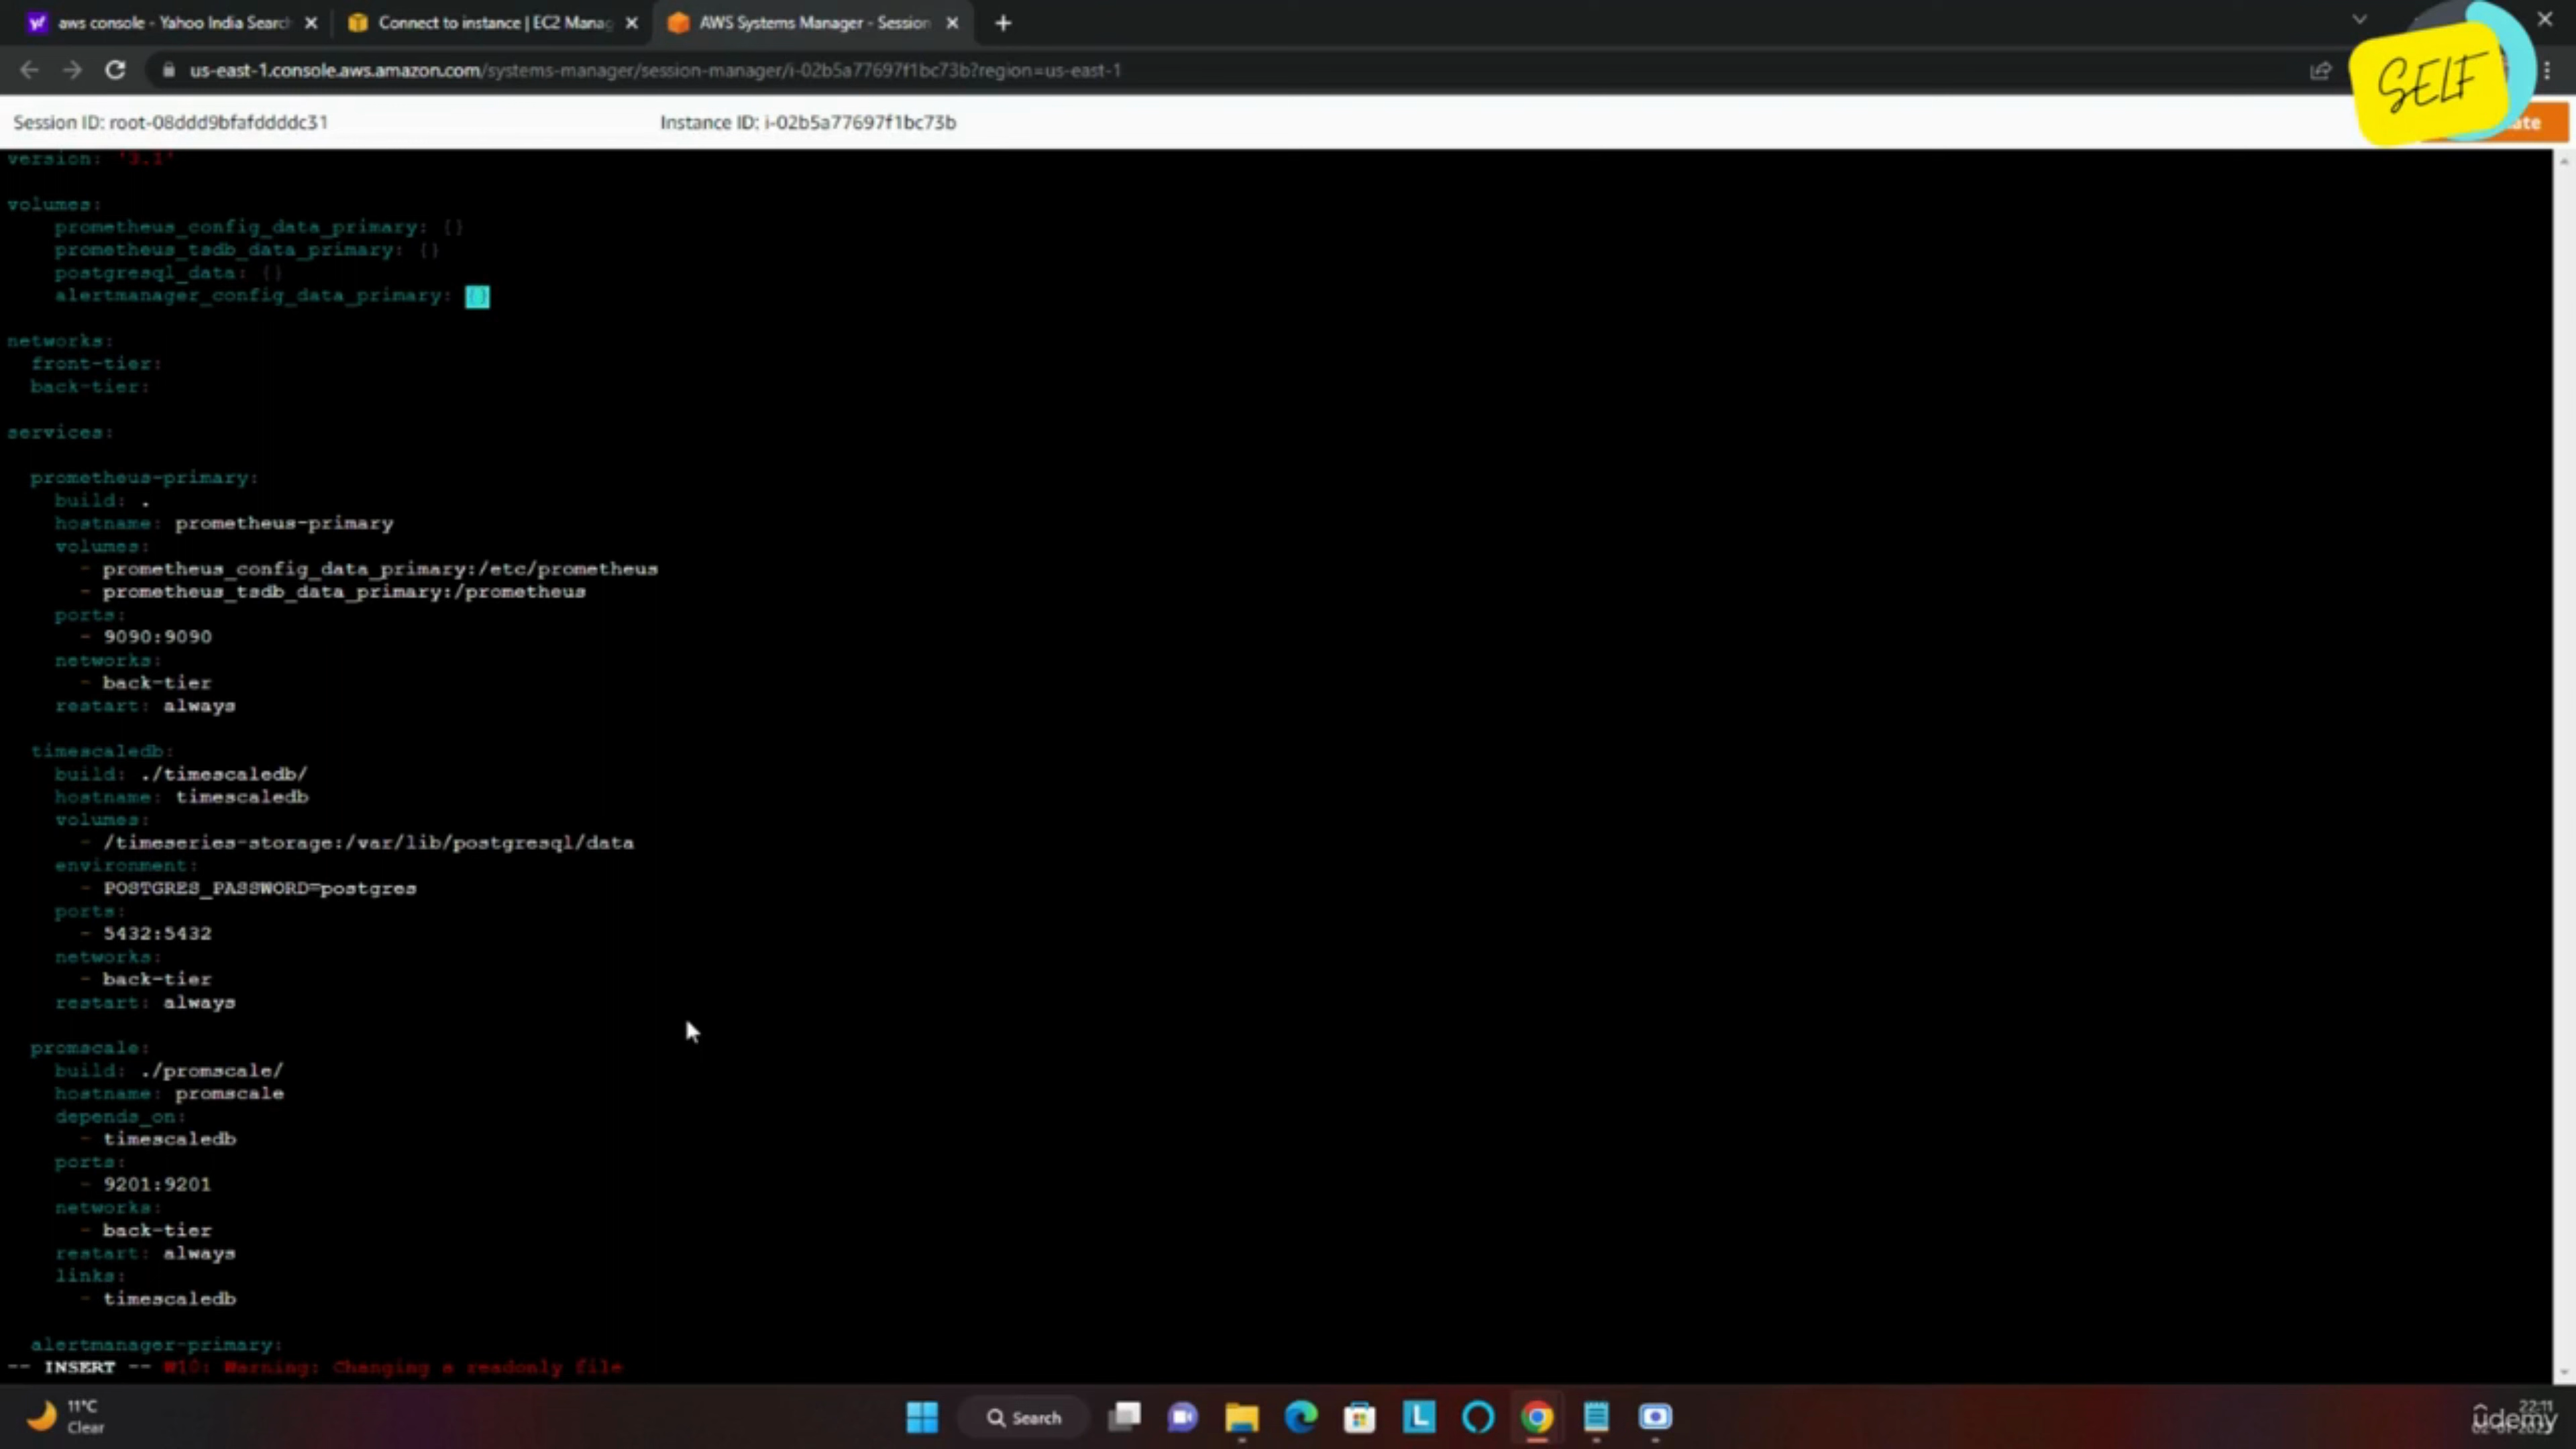 aws console - Yahoo India Search
Connect to instance | EC2 Manag
AWS Systems Manager - Session
us-east-1.console.aws.amazon.com/systems-manager/session-manager/i-02b5a77697f1bc73b?region=us-east-1
SELF
Session ID: root-08ddd9bfafddddc31
Instance ID: i-02b5a77697f1bc73b
version: '3.1'
volumes:
prometheus_config_data_primary: {}
prometheus_tsdb_data_primary: {}
postgresql_data: {}
alertmanager_config_data_primary: {}
networks:
front-tier:
back-tier:
services:
prometheus-primary:
build: .
hostname: prometheus-primary
volumes:
- prometheus_config_data_primary:/etc/prometheus
- prometheus_tsdb_data_primary:/prometheus
ports:
- 9090:9090
networks:
- back-tier
restart: always
timescaledb:
build: ./timescaledb/
hostname: timescaledb
volumes:
- /timeseries-storage:/var/lib/postgresql/data
environment:
- POSTGRES_PASSWORD=postgres
ports:
- 5432:5432
networks:
- back-tier
restart: always
promscale:
build: ./promscale/
hostname: promscale
depends_on:
- timescaledb
ports:
- 9201:9201
networks:
- back-tier
restart: always
links:
- timescaledb
alertmanager-primary:
-- INSERT -- W10: Warning: Changing a readonly file
11°C
Clear
Search
22:11
udemy